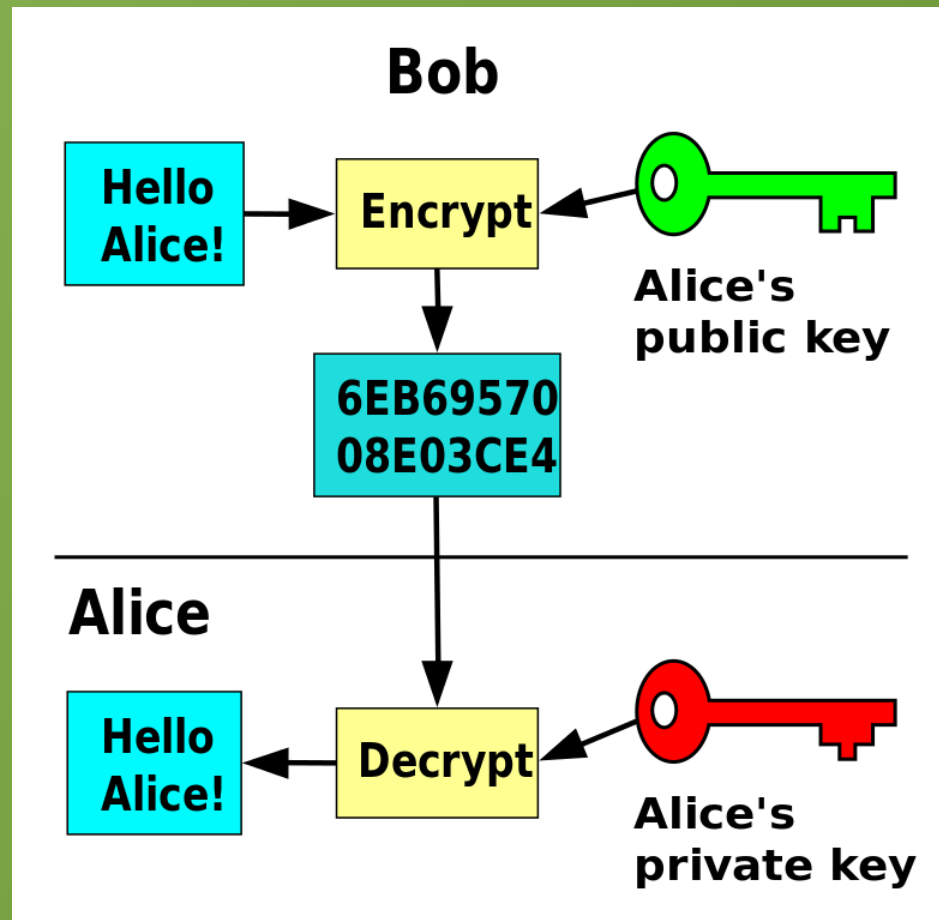 Bob
Hello
Alice!
Encrypt
Alice's
public key
6EB69570
08E03CE4
Alice
Hello
Alice!
Decrypt
Alice's
private key